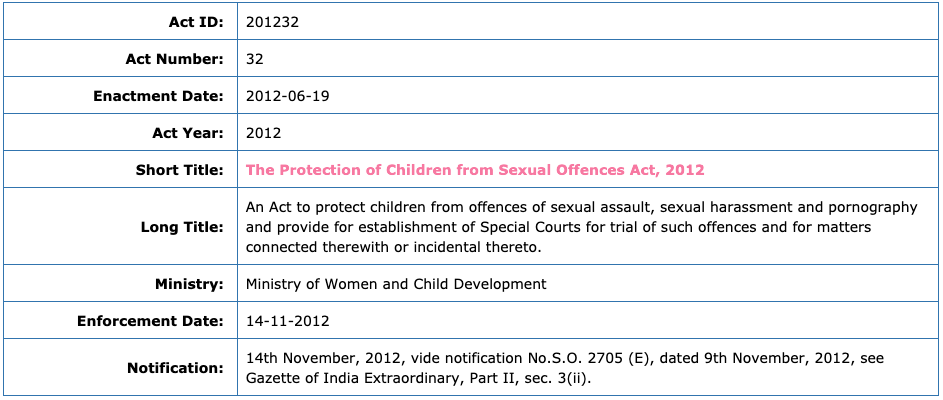 Act ID: 201232
Act Number: 32
Enactment Date: 2012-06-19
Act Year: 2012
Short Title: The Protection of Children from Sexual Offences Act, 2012
Long Title: An Act to protect children from offences of sexual assault, sexual harassment and pornography
and provide for establishment of Special Courts for trial of such offences and for matters
connected therewith or incidental thereto.
Ministry: Ministry of Women and Child Development
Enforcement Date: 14-11-2012
Notification: 14th November, 2012, vide notification No.S.O. 2705 (E), dated 9th November, 2012, see
Gazette of India Extraordinary, Part II, sec. 3(ii).